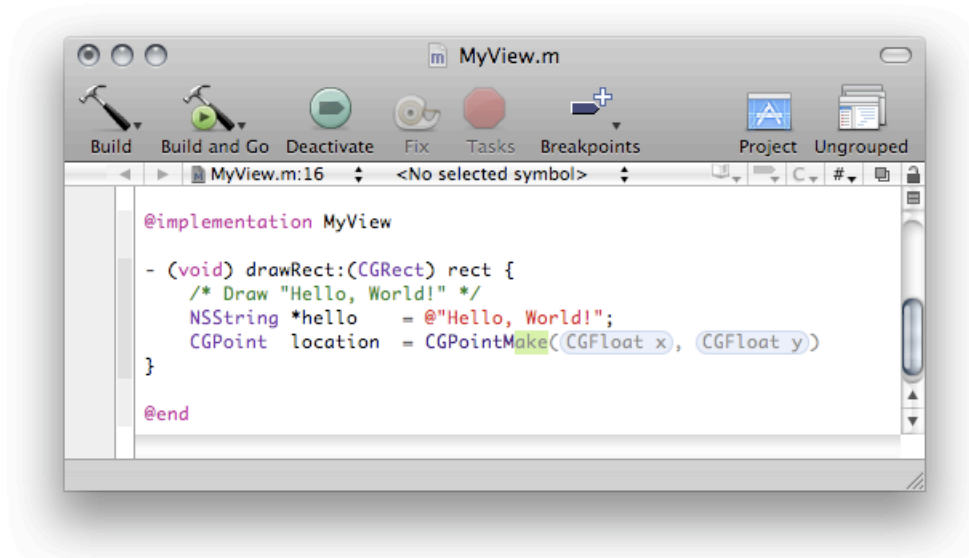 MyView.m
Build Build and Go Deactivate Fix Tasks Breakpoints Project Ungrouped
MyView.m:16 <No selected symbol> C #
@implementation MyView
- (void) drawRect:(CGRect) rect {
/* Draw "Hello, World!" */
NSString *hello = @"Hello, World!";
CGPoint location = CGPointMake(CGFloat x, CGFloat y)
}
@end